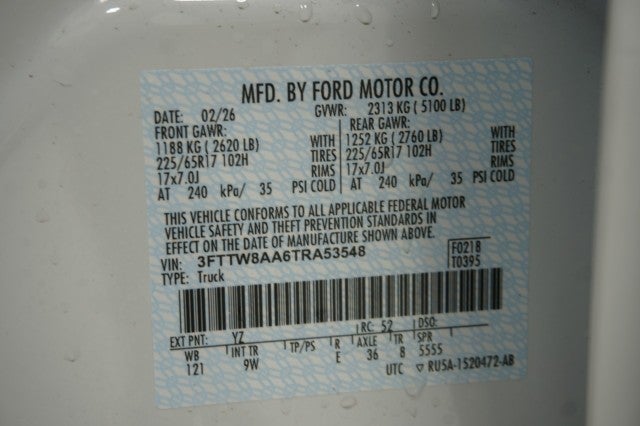 MFD. BY FORD MOTOR CO.
DATE: 02/26 GVWR: 2313 KG ( 5100 LB)
FRONT GAWR: REAR GAWR:
1188 KG ( 2620 LB) WITH 1252 KG ( 2760 LB) WITH
225/65R17 102H TIRES 225/65R17 102H TIRES
17x7.0J RIMS 17x7.0J RIMS
AT 240 kPa/ 35 PSI COLD AT 240 kPa/ 35 PSI COLD
THIS VEHICLE CONFORMS TO ALL APPLICABLE FEDERAL MOTOR
VEHICLE SAFETY AND THEFT PREVENTION STANDARDS IN
EFFECT ON THE DATE OF MANUFACTURE SHOWN ABOVE.
VIN: 3FTTW8AA6TRA53548 F0218
TYPE: Truck T0395
EXT PNT: YZ RC: 52 DSO:
WB INT TR TP/PS R AXLE TR SPR
121 9W E 36 8 5555
UTC ▽ RU5A-1520472-AB